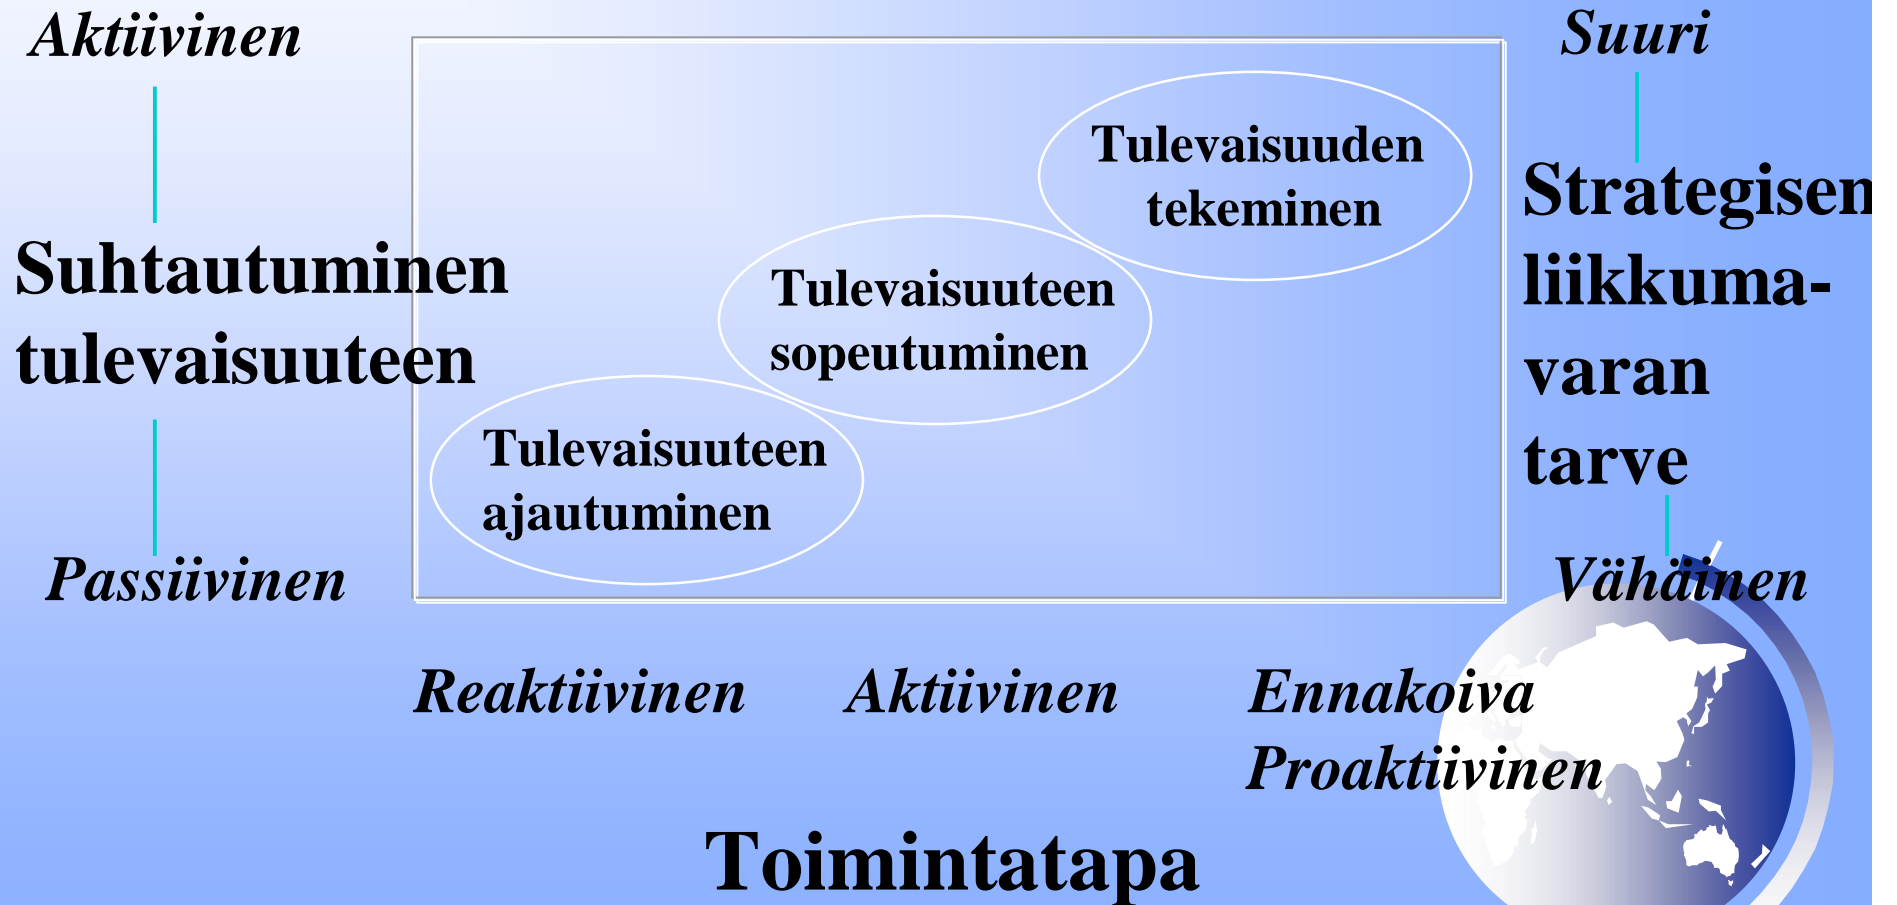 Aktiivinen
Suuri
Tulevaisuuden
tekeminen
Strategisen
liikkuma-
varan
tarve
Suhtautuminen
tulevaisuuteen
Tulevaisuuteen
sopeutuminen
Tulevaisuuteen
ajautuminen
Passiivinen
Vähäinen
Reaktiivinen
Aktiivinen
Ennakoiva
Proaktiivinen
Toimintatapa